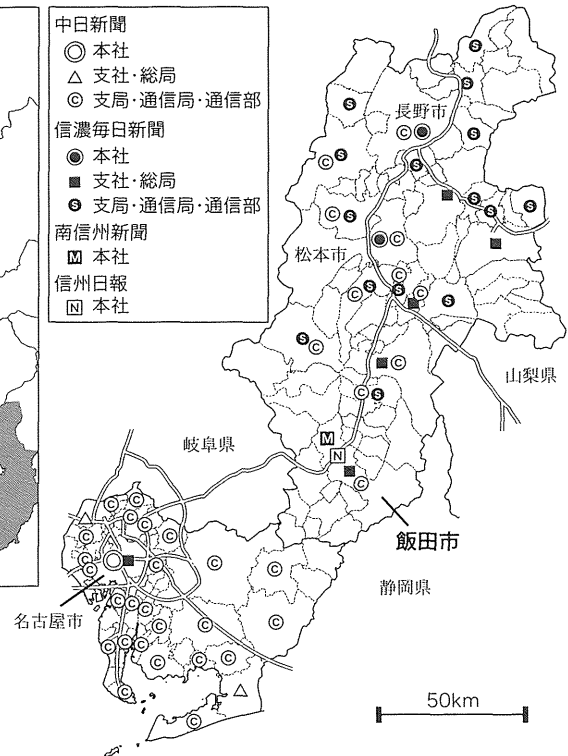 中日新聞
◎ 本社
△ 支社・総局
Ⓒ 支局・通信局・通信部
信濃毎日新聞
◉ 本社
■ 支社・総局
🅢 支局・通信局・通信部
南信州新聞
M 本社
信州日報
N 本社
長野市
松本市
山梨県
岐阜県
飯田市
静岡県
名古屋市
50km